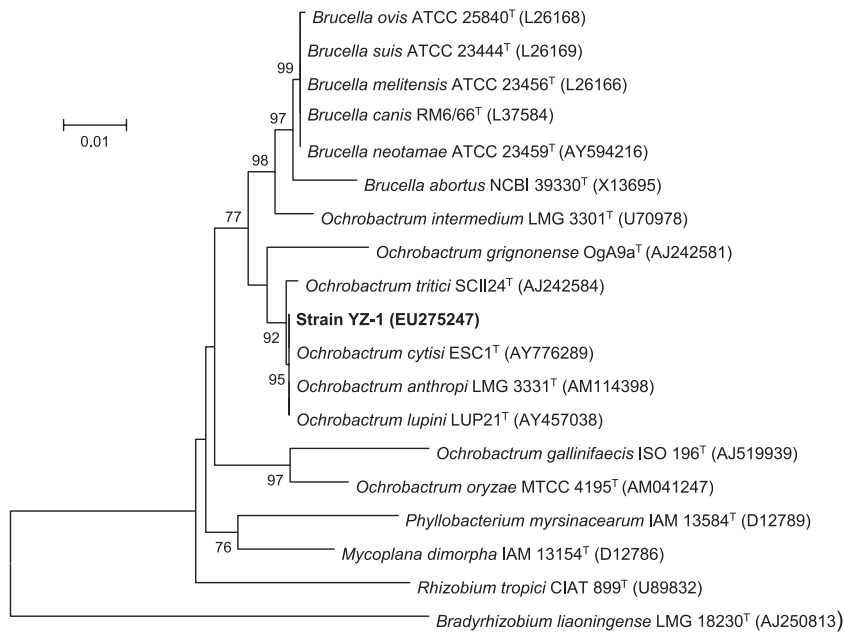 Brucella ovis ATCC 25840T (L26168)
Brucella suis ATCC 23444T (L26169)
99
Brucella melitensis ATCC 23456T (L26166)
Brucella canis RM6/66T (L37584)
97
0.01
Brucella neotamae ATCC 23459T (AY594216)
98
Brucella abortus NCBI 39330T (X13695)
77
Ochrobactrum intermedium LMG 3301T (U70978)
Ochrobactrum grignonense OgA9aT (AJ242581)
Ochrobactrum tritici SCII24T (AJ242584)
Strain YZ-1 (EU275247)
92
Ochrobactrum cytisi ESC1T (AY776289)
95
Ochrobactrum anthropi LMG 3331T (AM114398)
Ochrobactrum lupini LUP21T (AY457038)
Ochrobactrum gallinifaecis ISO 196T (AJ519939)
97
Ochrobactrum oryzae MTCC 4195T (AM041247)
Phyllobacterium myrsinacearum IAM 13584T (D12789)
76
Mycoplana dimorpha IAM 13154T (D12786)
Rhizobium tropici CIAT 899T (U89832)
Bradyrhizobium liaoningense LMG 18230T (AJ250813)